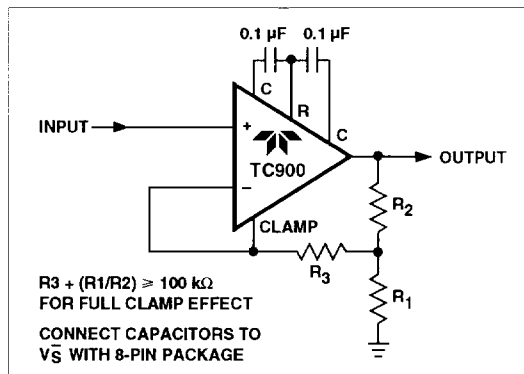 0.1 µF 0.1 µF
C
R
C
INPUT
+
TC900
OUTPUT
−
CLAMP
R2
R3
R1
R3 + (R1/R2) ≥ 100 kΩ
FOR FULL CLAMP EFFECT
CONNECT CAPACITORS TO
VS̄ WITH 8-PIN PACKAGE